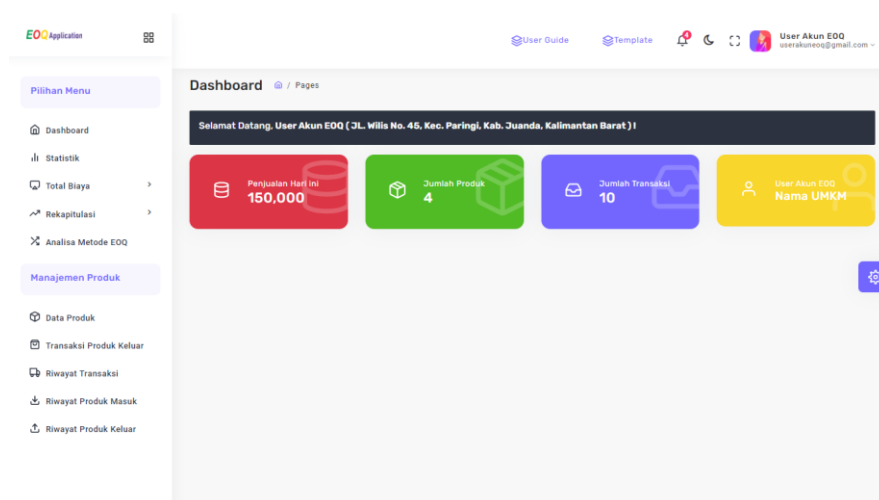 EOQ Application
User Guide
Template
4
User Akun EOQ
userakuneoq@gmail.com
Pilihan Menu
Dashboard
Statistik
Total Biaya
Rekapitulasi
Analisa Metode EOQ
Manajemen Produk
Data Produk
Transaksi Produk Keluar
Riwayat Transaksi
Riwayat Produk Masuk
Riwayat Produk Keluar
Dashboard / Pages
Selamat Datang, User Akun EOQ ( JL. Wilis No. 45, Kec. Paringi, Kab. Juanda, Kalimantan Barat ) !
Penjualan Hari Ini
150,000
Jumlah Produk
4
Jumlah Transaksi
10
User Akun EOQ
Nama UMKM